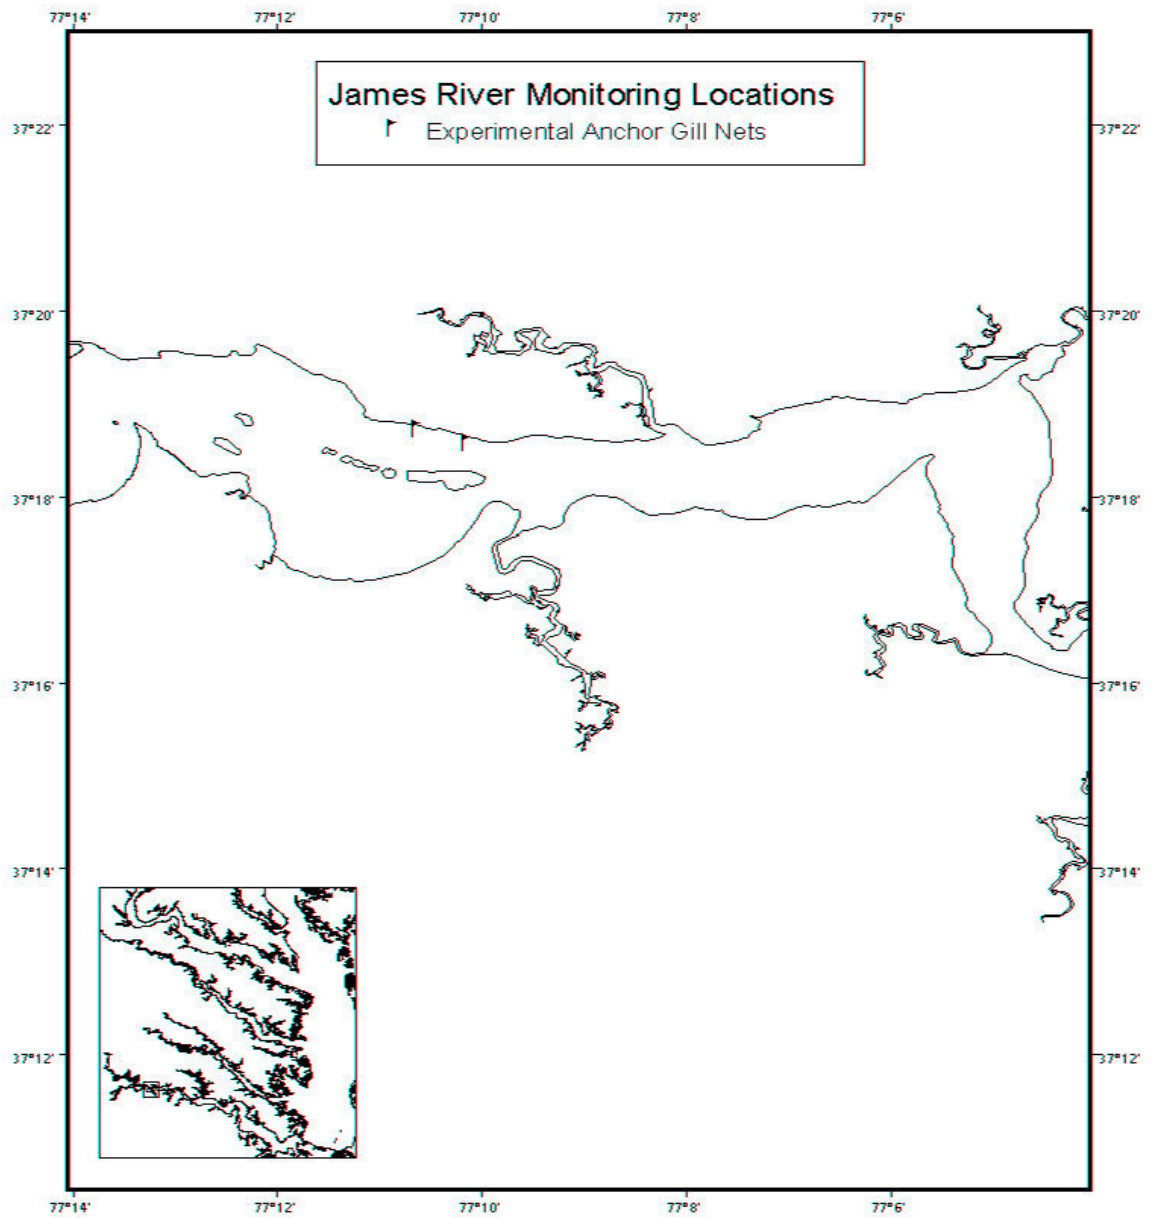 77°14' 77°12' 77°10' 77°8' 77°6'
James River Monitoring Locations
Experimental Anchor Gill Nets
37°22' 37°22'
37°20' 37°20'
37°18' 37°18'
37°16' 37°16'
37°14' 37°14'
37°12' 37°12'
77°14' 77°12' 77°10' 77°8' 77°6'